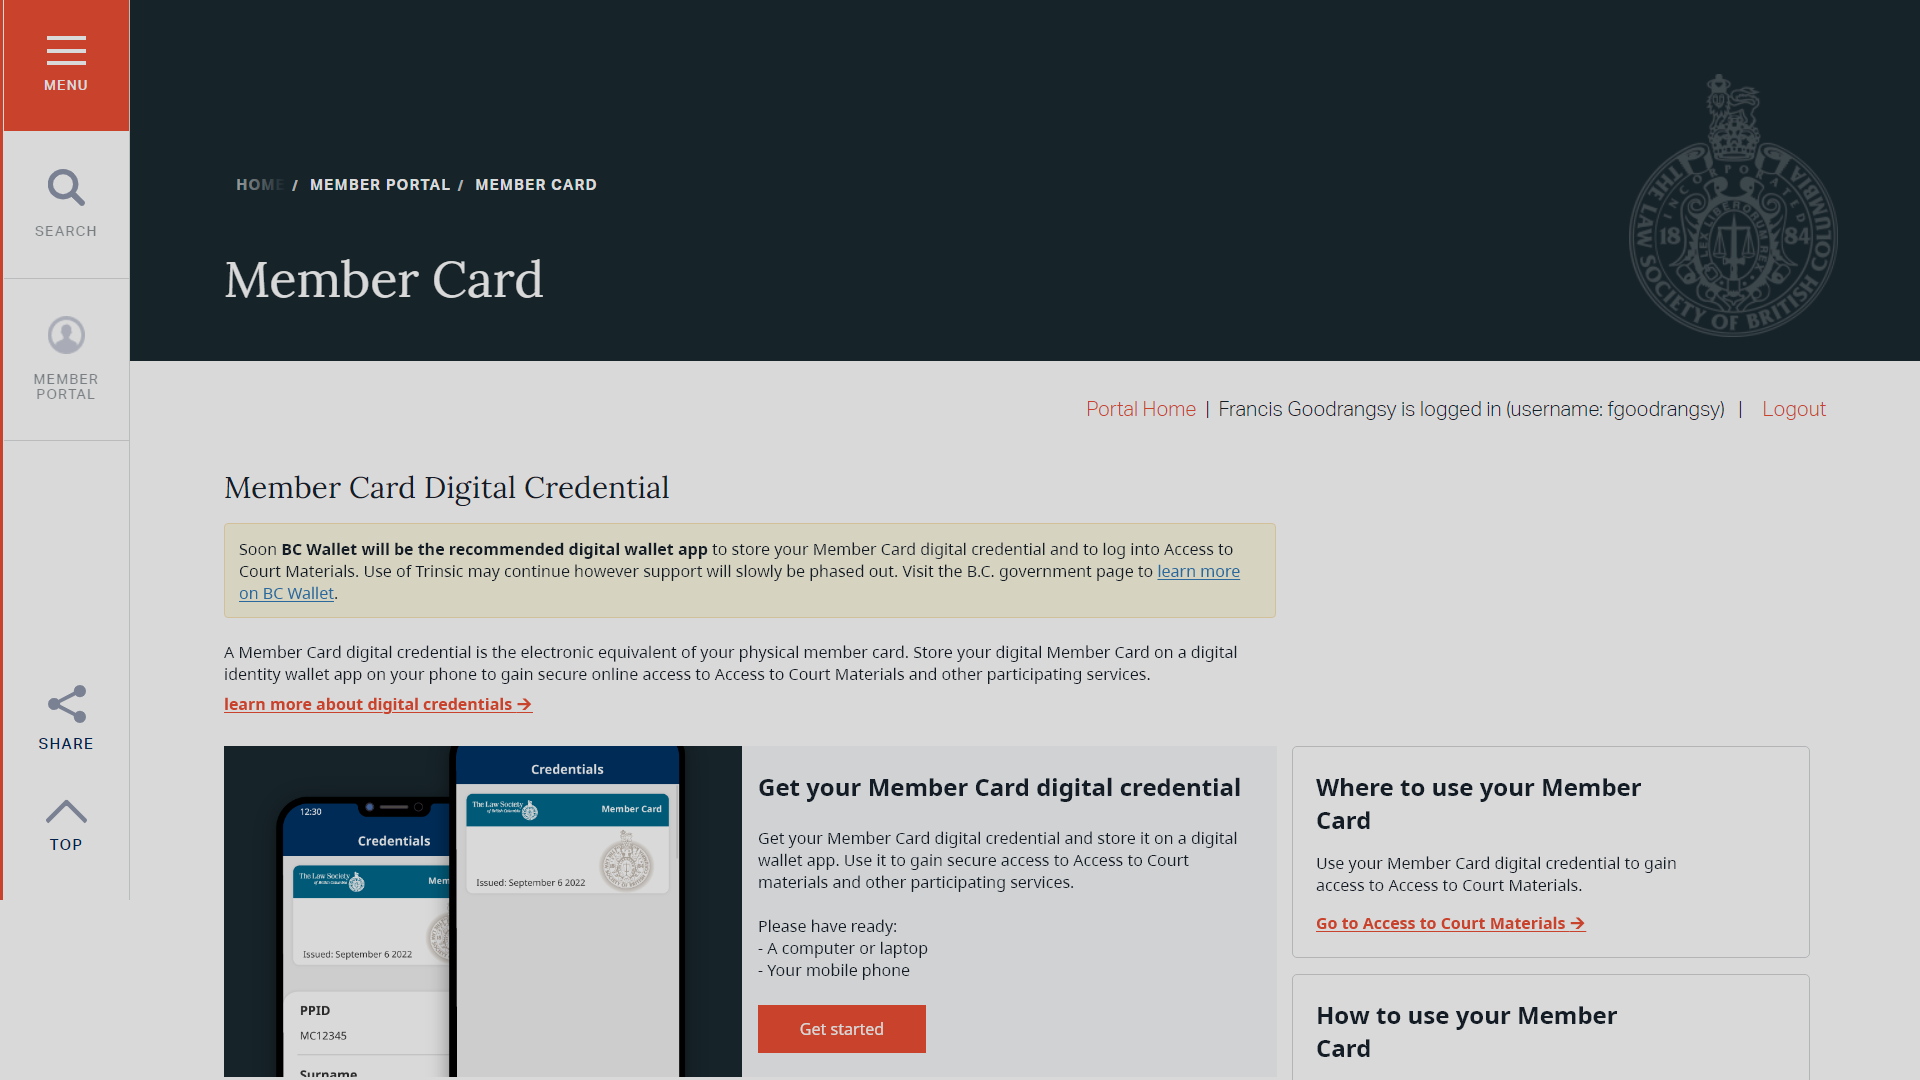 MENU
SEARCH
MEMBER
PORTAL
SHARE
TOP
HOME / MEMBER PORTAL / MEMBER CARD
Member Card
THE LAW SOCIETY OF BRITISH COLUMBIA
INCORPORATED
LEX LIBERORUM REX
1884
Portal Home | Francis Goodrangsy is logged in (username: fgoodrangsy) | Logout
Member Card Digital Credential
Soon BC Wallet will be the recommended digital wallet app to store your Member Card digital credential and to log into Access to
Court Materials. Use of Trinsic may continue however support will slowly be phased out. Visit the B.C. government page to learn more
on BC Wallet.
A Member Card digital credential is the electronic equivalent of your physical member card. Store your digital Member Card on a digital
identity wallet app on your phone to gain secure online access to Access to Court Materials and other participating services.
learn more about digital credentials →
12:30
Credentials
The Law Society
of British Columbia
Mem
Issued: September 6 2022
PPID
MC12345
Surname
Credentials
The Law Society
of British Columbia
Member Card
Issued: September 6 2022
Get your Member Card digital credential
Get your Member Card digital credential and store it on a digital
wallet app. Use it to gain secure access to Access to Court
materials and other participating services.
Please have ready:
- A computer or laptop
- Your mobile phone
Get started
Where to use your Member
Card
Use your Member Card digital credential to gain
access to Access to Court Materials.
Go to Access to Court Materials →
How to use your Member
Card